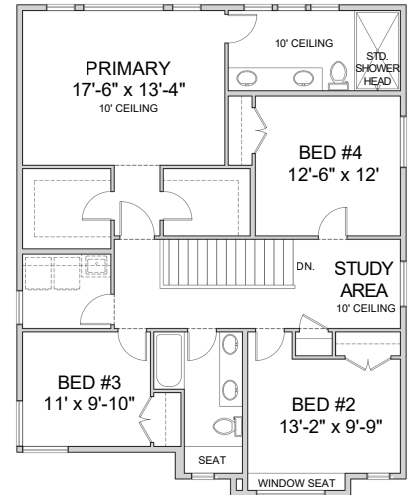 10' CEILING
STD.
SHOWER
HEAD
PRIMARY
17'-6" x 13'-4"
10' CEILING
BED #4
12'-6" x 12'
DN.
STUDY
AREA
10' CEILING
BED #3
11' x 9'-10"
BED #2
13'-2" x 9'-9"
SEAT
WINDOW SEAT